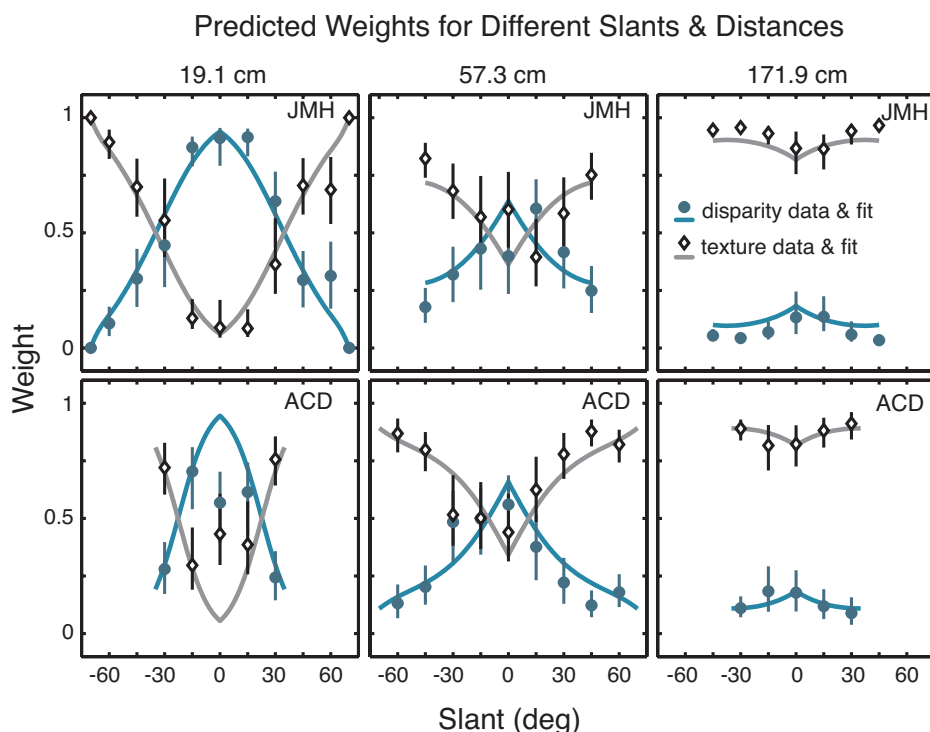 Predicted Weights for Different Slants & Distances
19.1 cm 57.3 cm 171.9 cm
1 JMH JMH JMH
disparity data & fit
0.5
texture data & fit
0
Weight
1 ACD ACD ACD
0.5
0
-60 -30 0 30 60 -60 -30 0 30 60 -60 -30 0 30 60
Slant (deg)